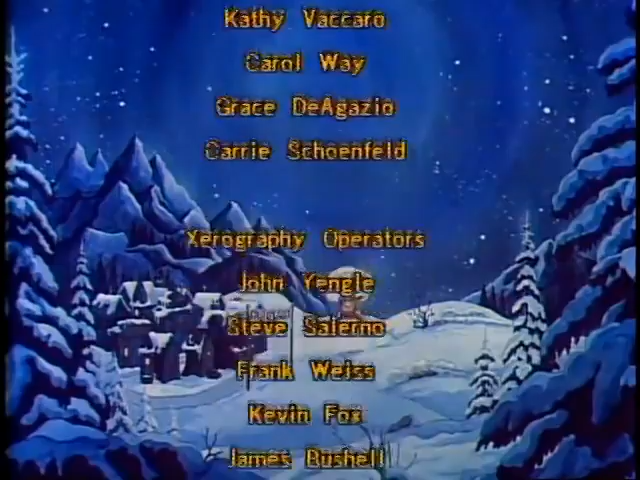 Kathy Vaccaro
Carol Way
Grace DeAgazio
Carrie Schoenfeld
Xerography Operators
John Yengle
Steve Salerno
Frank Weiss
Kevin Fox
James Bushell